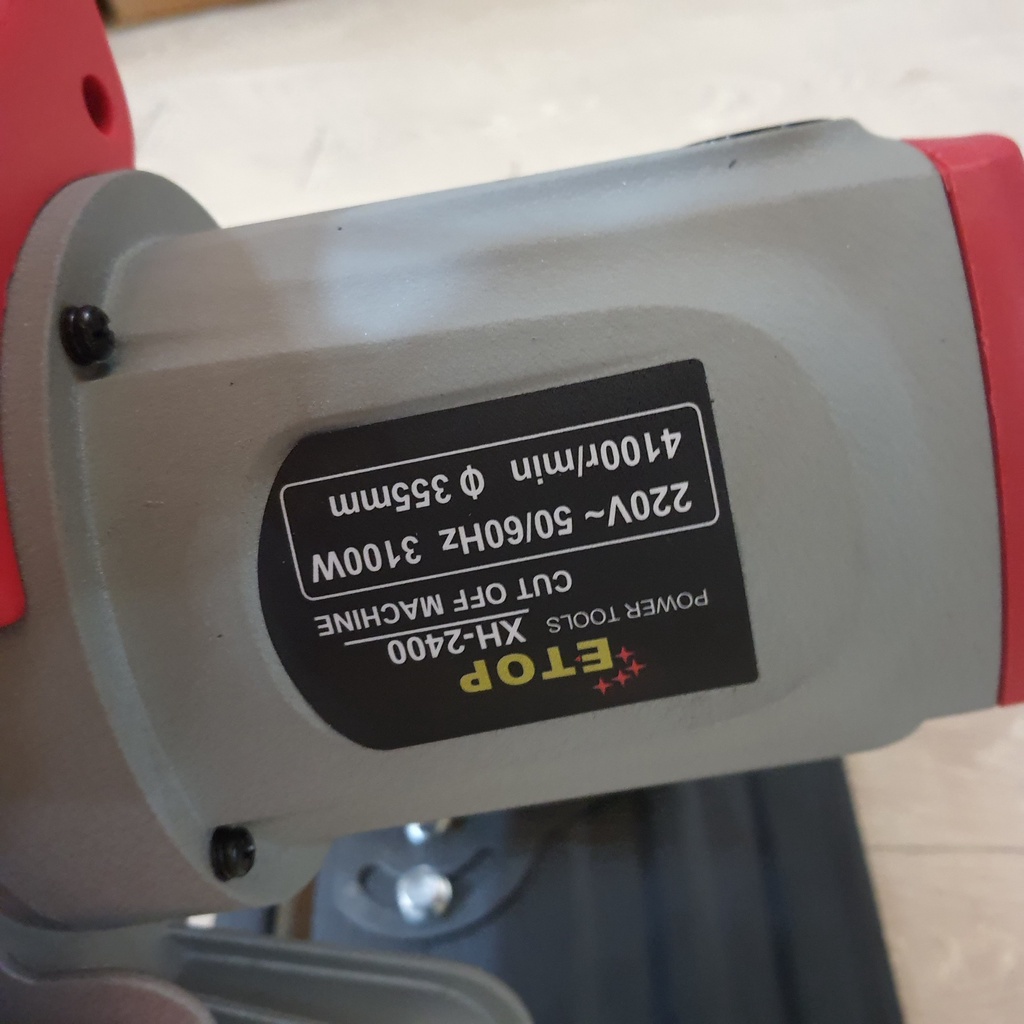 ETOP
POWER TOOLS XH-2400
CUT OFF MACHINE
220V~ 50/60Hz 3100W
4100r/min Φ 355mm